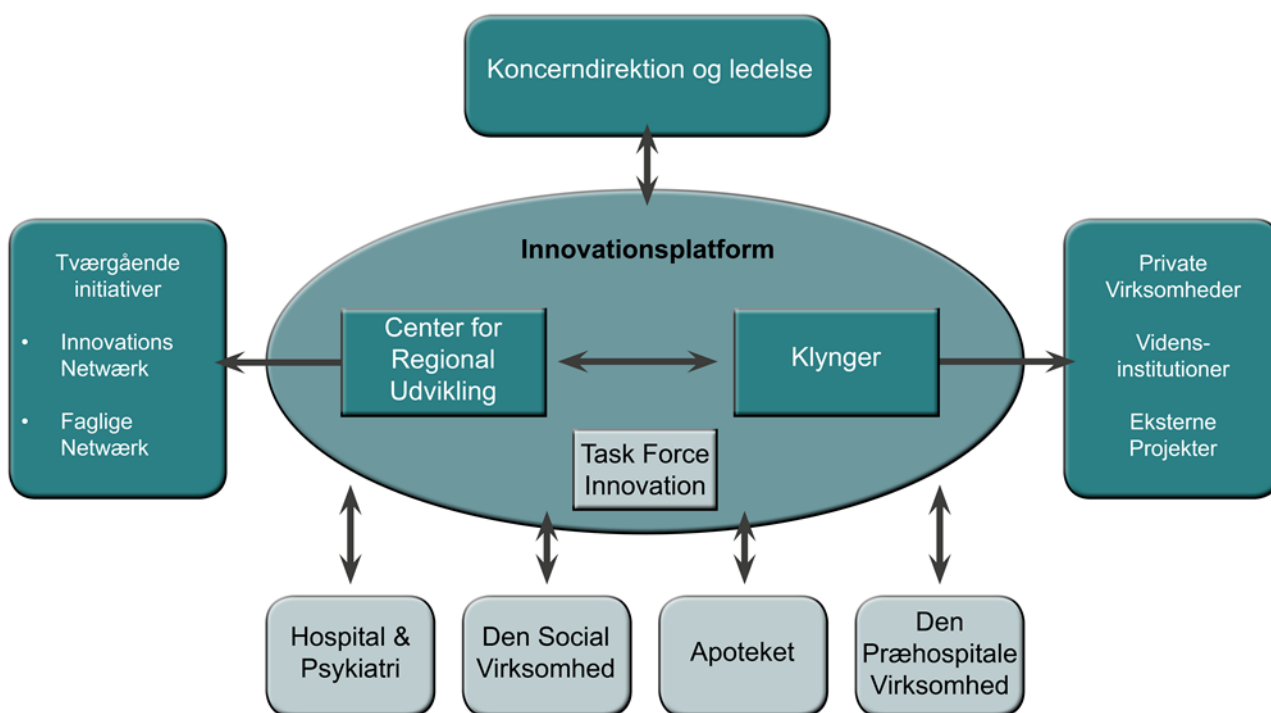 Koncerndirektion og ledelse
Innovationsplatform
Tværgående
initiativer
• Innovations
Netwærk
• Faglige
Netwærk
Center for
Regional
Udvikling
Klynger
Task Force
Innovation
Private
Virksomheder
Videns-
institutioner
Eksterne
Projekter
Hospital &
Psykiatri
Den Social
Virksomhed
Apoteket
Den
Præhospitale
Virksomhed